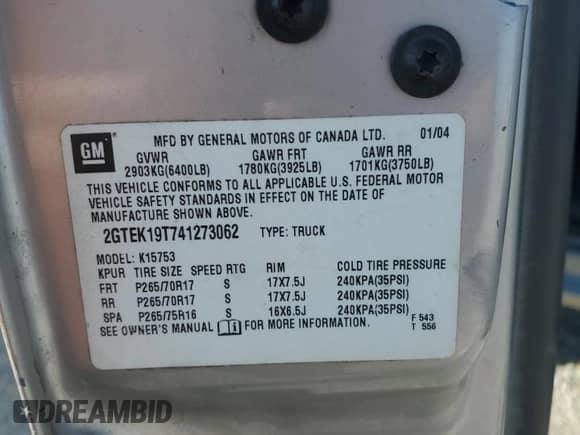 GM
MFD BY GENERAL MOTORS OF CANADA LTD. 01/04
GVWR GAWR FRT GAWR RR
2903KG(6400LB) 1780KG(3925LB) 1701KG(3750LB)
THIS VEHICLE CONFORMS TO ALL APPLICABLE U.S. FEDERAL MOTOR
VEHICLE SAFETY STANDARDS IN EFFECT ON THE DATE OF
MANUFACTURE SHOWN ABOVE.
2GTEK19T741273062 TYPE: TRUCK
MODEL: K15753
KPUR TIRE SIZE SPEED RTG RIM COLD TIRE PRESSURE
FRT P265/70R17 S 17X7.5J 240KPA(35PSI)
RR P265/70R17 S 17X7.5J 240KPA(35PSI)
SPA P265/75R16 S 16X6.5J 240KPA(35PSI)
SEE OWNER'S MANUAL FOR MORE INFORMATION. F 543
T 556
DREAMBID